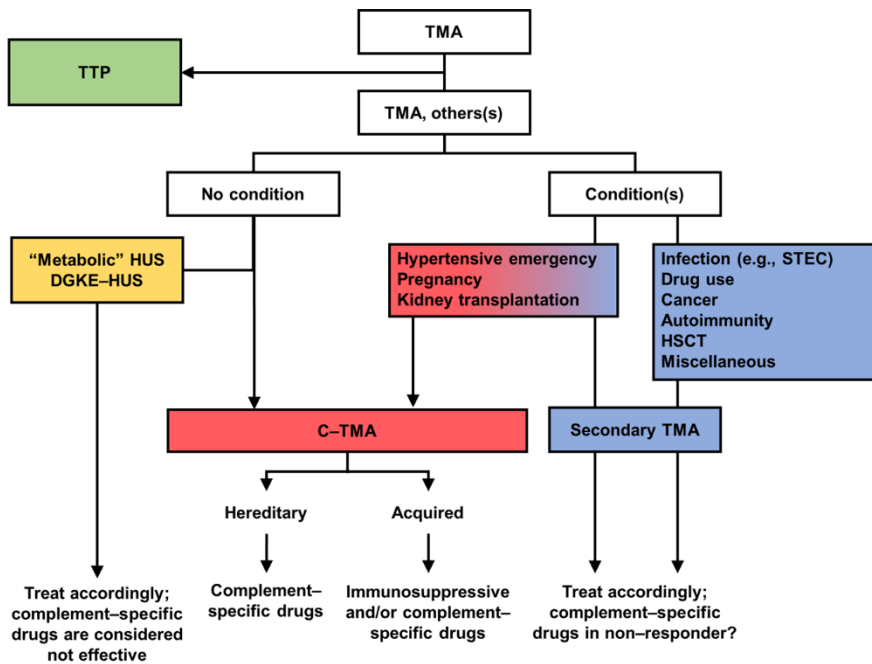 TMA
TTP
TMA, others(s)
No condition
Condition(s)
“Metabolic” HUS
DGKE–HUS
Hypertensive emergency
Pregnancy
Kidney transplantation
Infection (e.g., STEC)
Drug use
Cancer
Autoimmunity
HSCT
Miscellaneous
C–TMA
Secondary TMA
Hereditary
Acquired
Treat accordingly;
complement–specific
drugs are considered
not effective
Complement–
specific drugs
Immunosuppressive
and/or complement–
specific drugs
Treat accordingly;
complement–specific
drugs in non–responder?